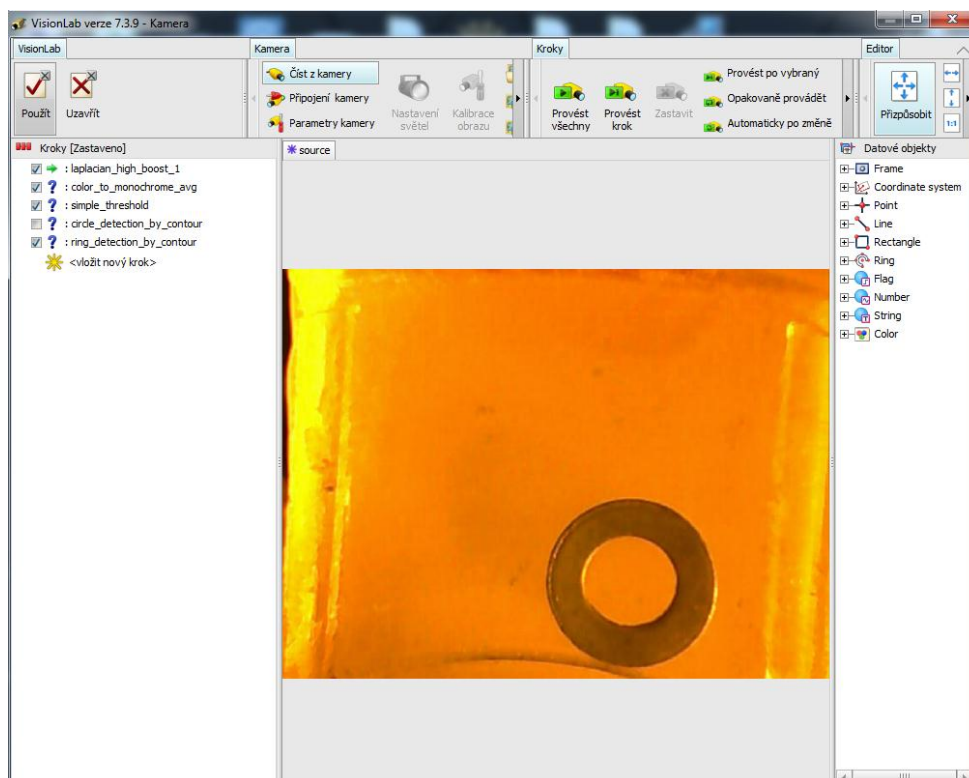 VisionLab verze 7.3.9 - Kamera
VisionLab
Použít
Uzavřít
Kamera
Číst z kamery
Připojení kamery
Parametry kamery
Nastavení
světel
Kalibrace
obrazu
Kroky
Provést
všechny
Provést
krok
Zastavit
Provést po vybraný
Opakovaně provádět
Automaticky po změně
Editor
Přizpůsobit
1:1
Kroky [Zastaveno]
: laplacian_high_boost_1
? : color_to_monochrome_avg
? : simple_threshold
? : circle_detection_by_contour
? : ring_detection_by_contour
<vložit nový krok>
source
Datové objekty
Frame
Coordinate system
Point
Line
Rectangle
Ring
Flag
Number
String
Color